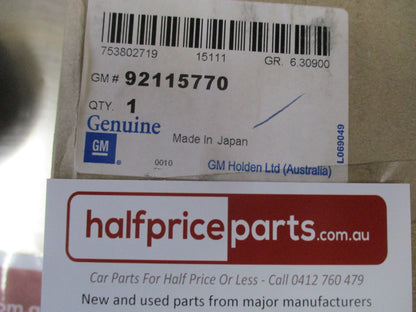 753802719 15111 GR. 6.30900
GM # 92115770
QTY. 1
Genuine
Made In Japan
GM
0010
GM Holden Ltd (Australia)
L069049
halfpriceparts.com.au
Car Parts For Half Price Or Less - Call 0412 760 479
New and used parts from major manufacturers